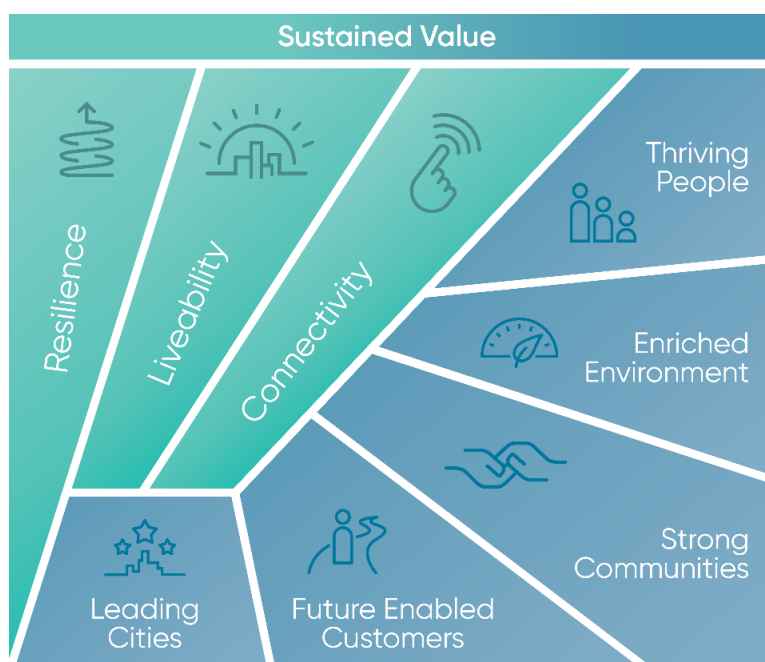 Sustained Value
Resilience
Liveability
Connectivity
Thriving
People
Enriched
Environment
Strong
Communities
Future Enabled
Customers
Leading
Cities